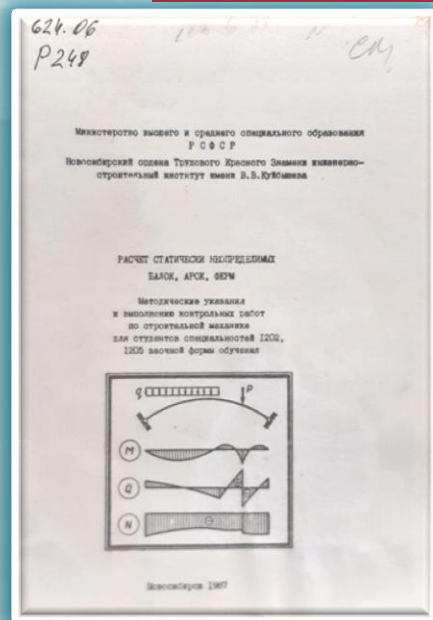 624.06
Р248
Министерство высшего и среднего специального образования
Р С Ф С Р
Новосибирский ордена Трудового Красного Знамени инженерно-
строительный институт имени В.В.Куйбышева
РАСЧЕТ СТАТИЧЕСКИ НЕОПРЕДЕЛИМЫХ
БАЛОК, АРОК, ФЕРМ
Методические указания
к выполнению контрольных работ
по строительной механике
для студентов специальностей 1202,
1205 заочной формы обучения
q
P
M
Q
N
Новосибирск 1987